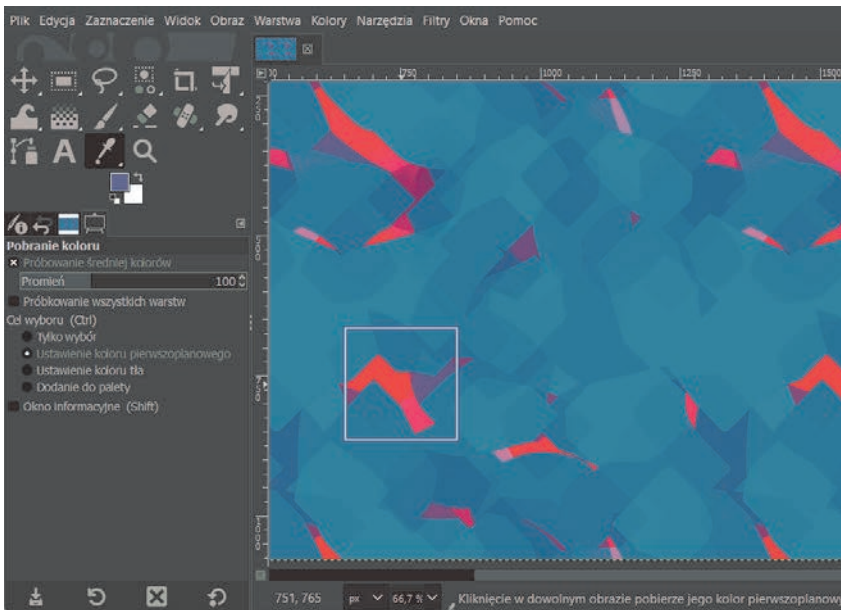 Plik Edycja Zaznaczenie Widok Obraz Warstwa Kolory Narzędzia Filtry Okna Pomoc
750 1000 1250 1500
A
Pobranie koloru
Próbowanie średniej kolorów
Promień 100
Próbkowanie wszystkich warstw
Cel wyboru (Ctrl)
Tylko wybór
Ustawienie koloru pierwszoplanowego
Ustawienie koloru tła
Dodanie do palety
Okno informacyjne (Shift)
751, 765 px 66,7 % Kliknięcie w dowolnym obrazie pobierze jego kolor pierwszoplanowy